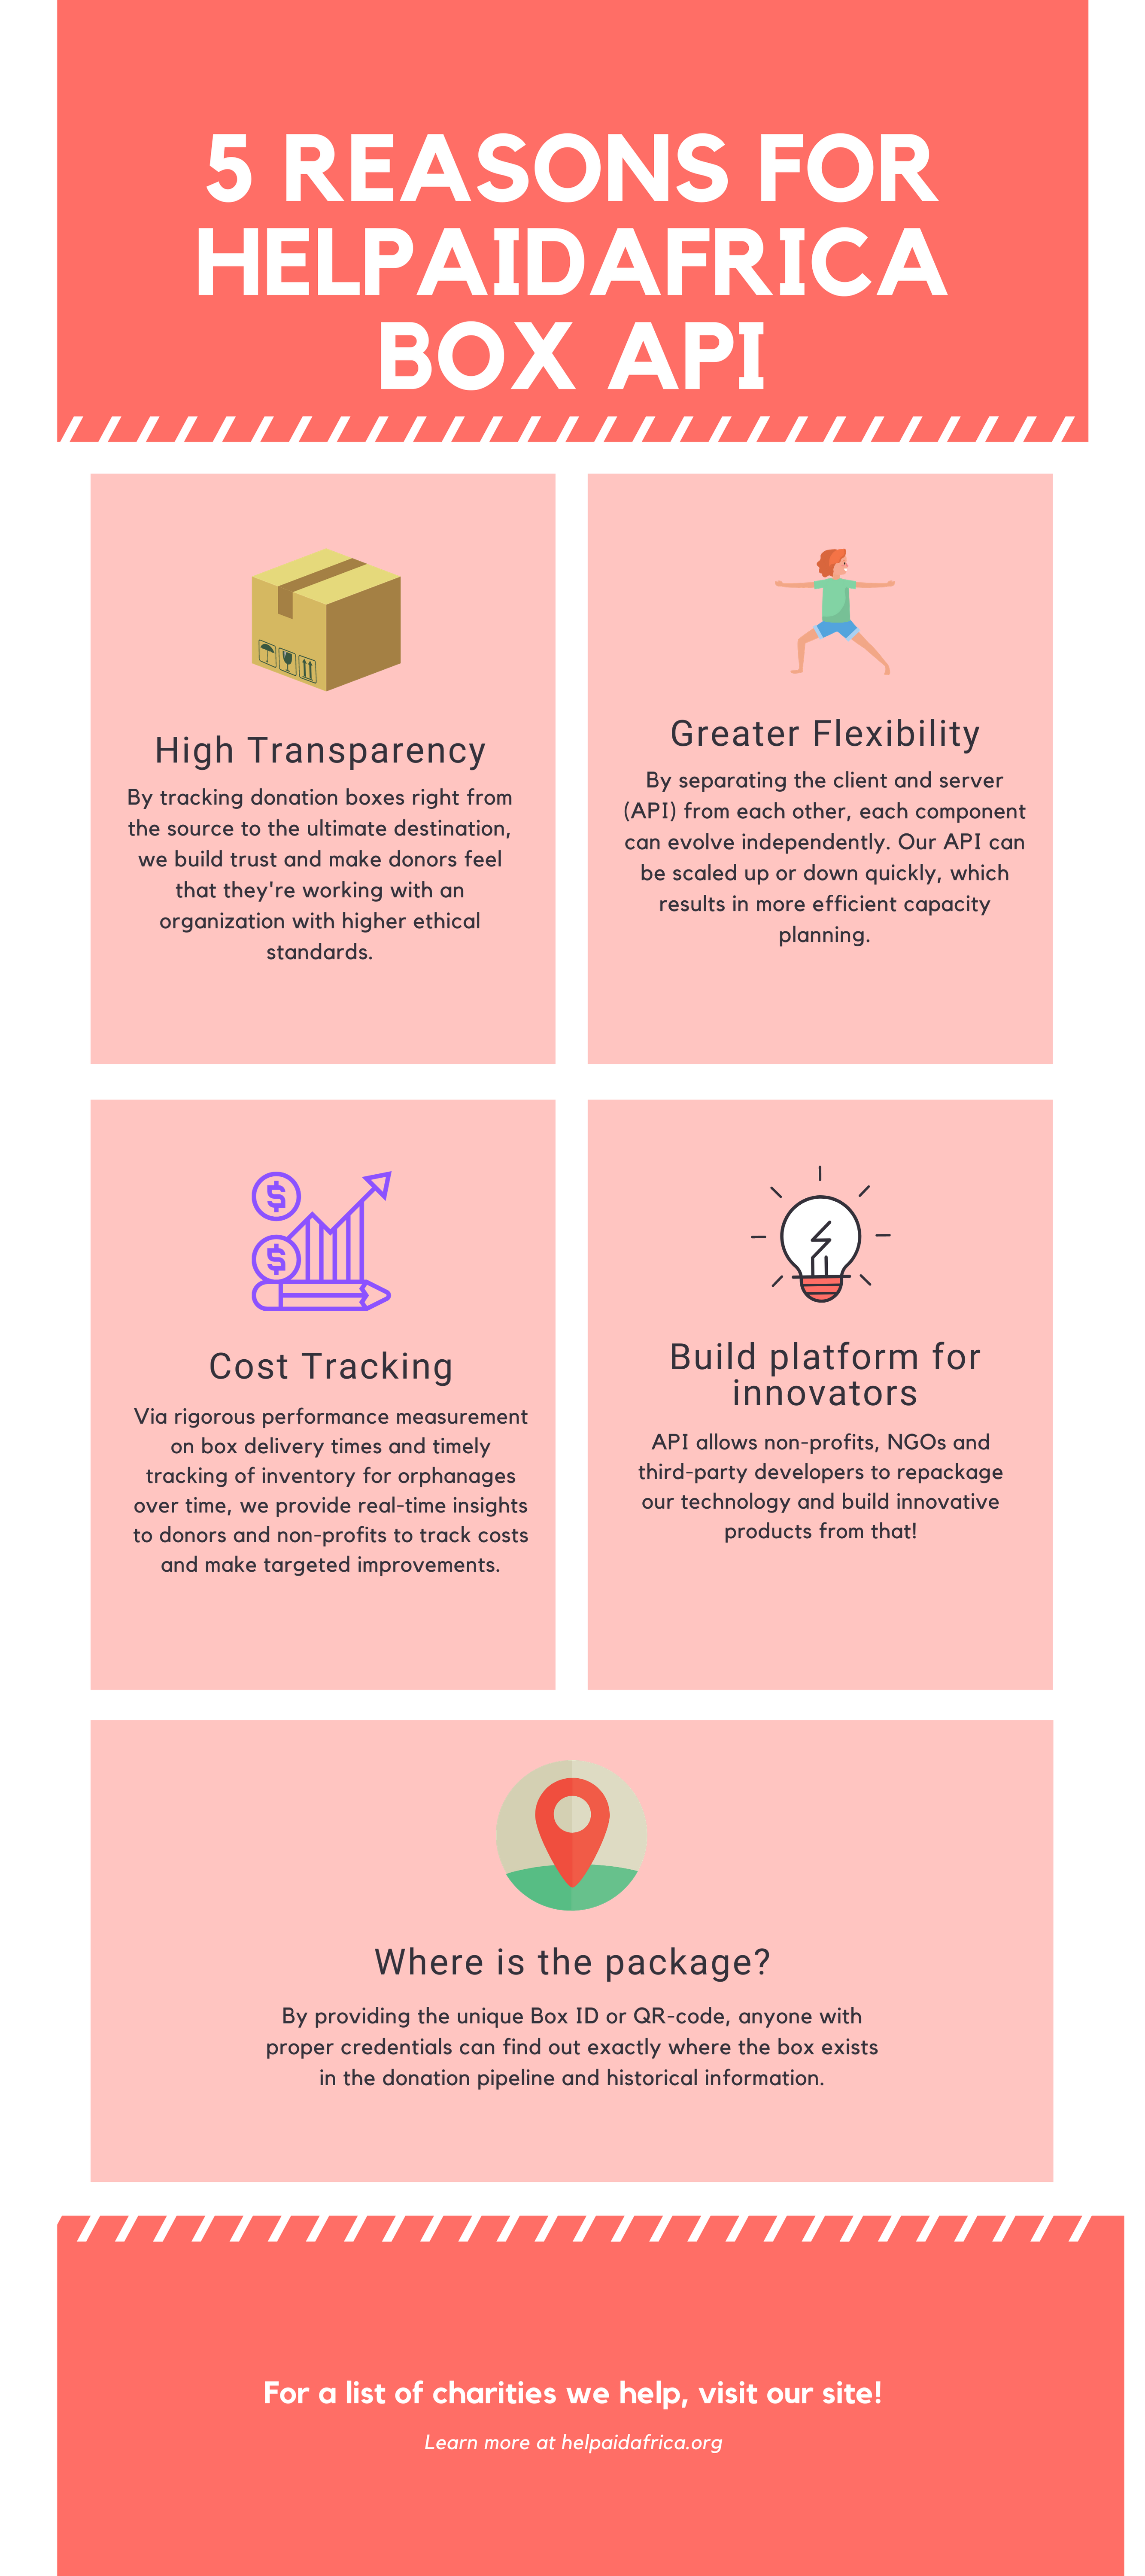 5 REASONS FOR
HELPAIDAFRICA
BOX API
High Transparency
By tracking donation boxes right from
the source to the ultimate destination,
we build trust and make donors feel
that they're working with an
organization with higher ethical
standards.
Greater Flexibility
By separating the client and server
(API) from each other, each component
can evolve independently. Our API can
be scaled up or down quickly, which
results in more efficient capacity
planning.
$
$
Cost Tracking
Via rigorous performance measurement
on box delivery times and timely
tracking of inventory for orphanages
over time, we provide real-time insights
to donors and non-profits to track costs
and make targeted improvements.
Build platform for
innovators
API allows non-profits, NGOs and
third-party developers to repackage
our technology and build innovative
products from that!
Where is the package?
By providing the unique Box ID or QR-code, anyone with
proper credentials can find out exactly where the box exists
in the donation pipeline and historical information.
For a list of charities we help, visit our site!
Learn more at helpaidafrica.org